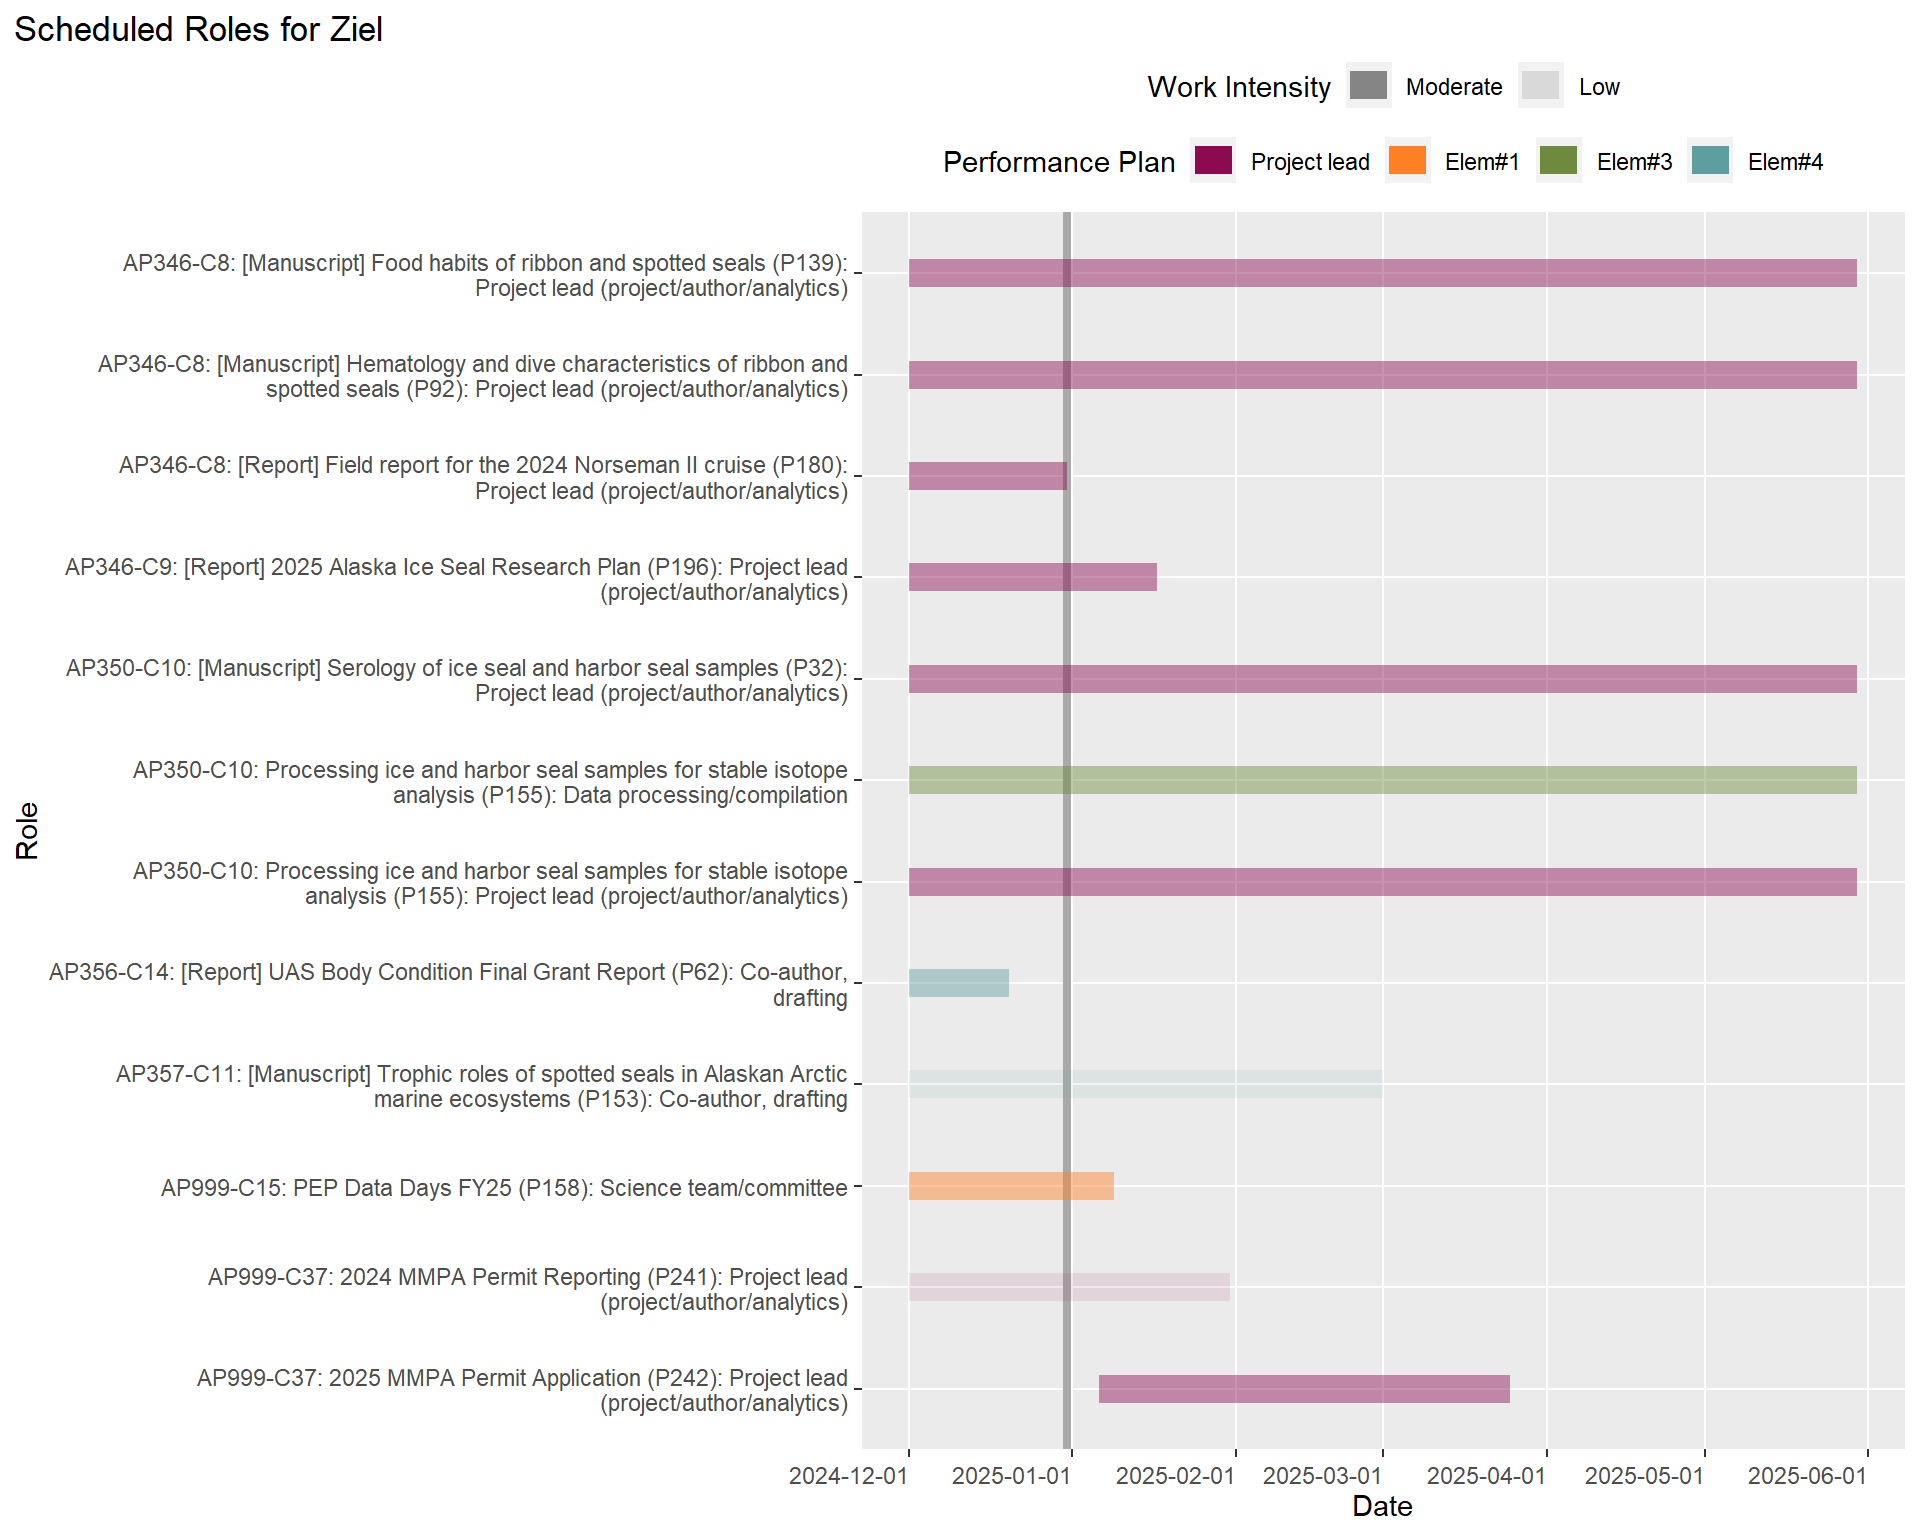 Scheduled Roles for Ziel
Work Intensity Moderate Low
Performance Plan Project lead Elem#1 Elem#3 Elem#4
AP346-C8: [Manuscript] Food habits of ribbon and spotted seals (P139):
Project lead (project/author/analytics)
AP346-C8: [Manuscript] Hematology and dive characteristics of ribbon and
spotted seals (P92): Project lead (project/author/analytics)
AP346-C8: [Report] Field report for the 2024 Norseman II cruise (P180):
Project lead (project/author/analytics)
AP346-C9: [Report] 2025 Alaska Ice Seal Research Plan (P196): Project lead
(project/author/analytics)
AP350-C10: [Manuscript] Serology of ice seal and harbor seal samples (P32):
Project lead (project/author/analytics)
AP350-C10: Processing ice and harbor seal samples for stable isotope
analysis (P155): Data processing/compilation
AP350-C10: Processing ice and harbor seal samples for stable isotope
analysis (P155): Project lead (project/author/analytics)
AP356-C14: [Report] UAS Body Condition Final Grant Report (P62): Co-author,
drafting
AP357-C11: [Manuscript] Trophic roles of spotted seals in Alaskan Arctic
marine ecosystems (P153): Co-author, drafting
AP999-C15: PEP Data Days FY25 (P158): Science team/committee
AP999-C37: 2024 MMPA Permit Reporting (P241): Project lead
(project/author/analytics)
AP999-C37: 2025 MMPA Permit Application (P242): Project lead
(project/author/analytics)
Role
2024-12-01 2025-01-01 2025-02-01 2025-03-01 2025-04-01 2025-05-01 2025-06-01
Date